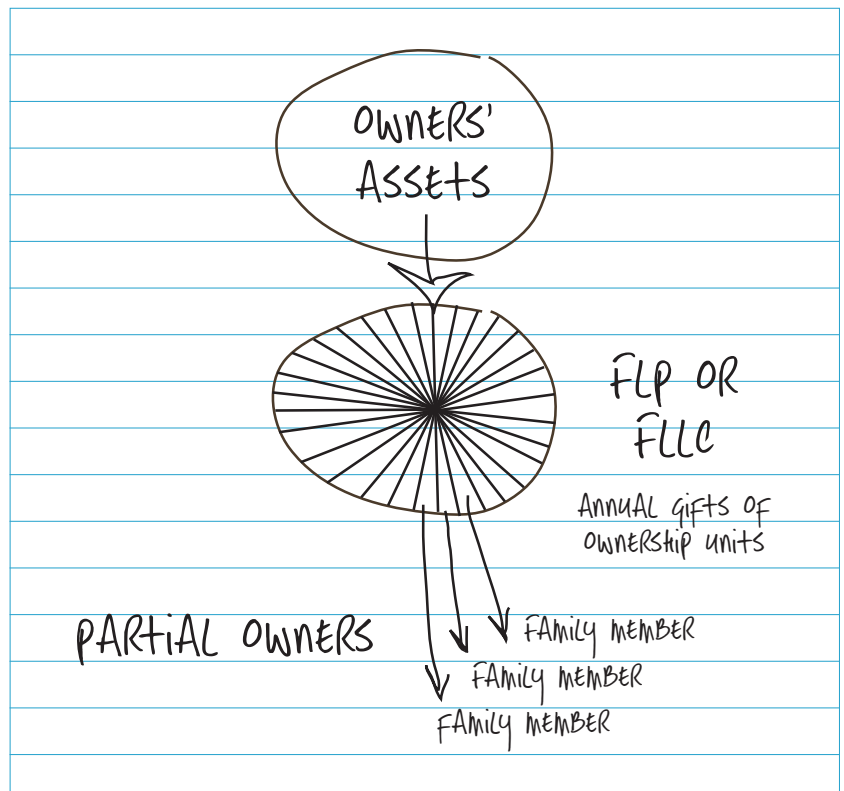 OWNERS'
ASSETS
FLP OR
FLLC
ANNUAL GIFTS OF
OWNERSHIP UNITS
PARTIAL OWNERS
FAMILY MEMBER
FAMILY MEMBER
FAMILY MEMBER